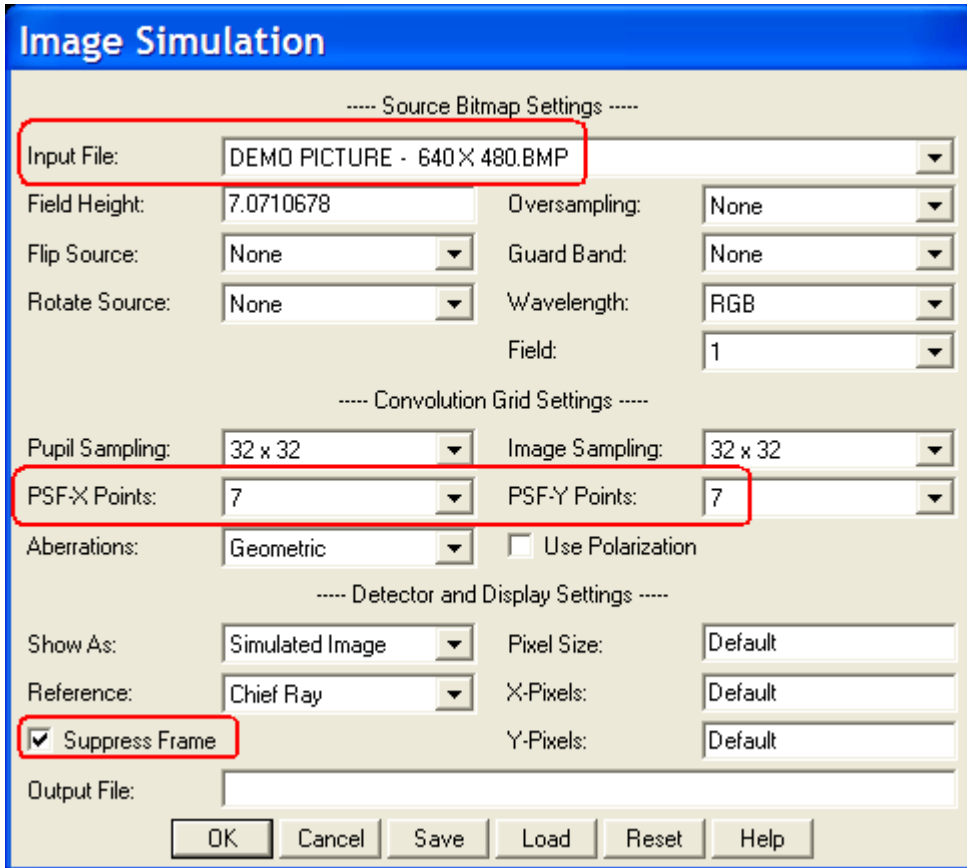 Image Simulation
----- Source Bitmap Settings -----
Input File: DEMO PICTURE - 640 X 480.BMP
Field Height: 7.0710678 Oversampling: None
Flip Source: None Guard Band: None
Rotate Source: None Wavelength: RGB
Field: 1
----- Convolution Grid Settings -----
Pupil Sampling: 32 x 32 Image Sampling: 32 x 32
PSF-X Points: 7 PSF-Y Points: 7
Aberrations: Geometric Use Polarization
----- Detector and Display Settings -----
Show As: Simulated Image Pixel Size: Default
Reference: Chief Ray X-Pixels: Default
Suppress Frame Y-Pixels: Default
Output File:
OK Cancel Save Load Reset Help